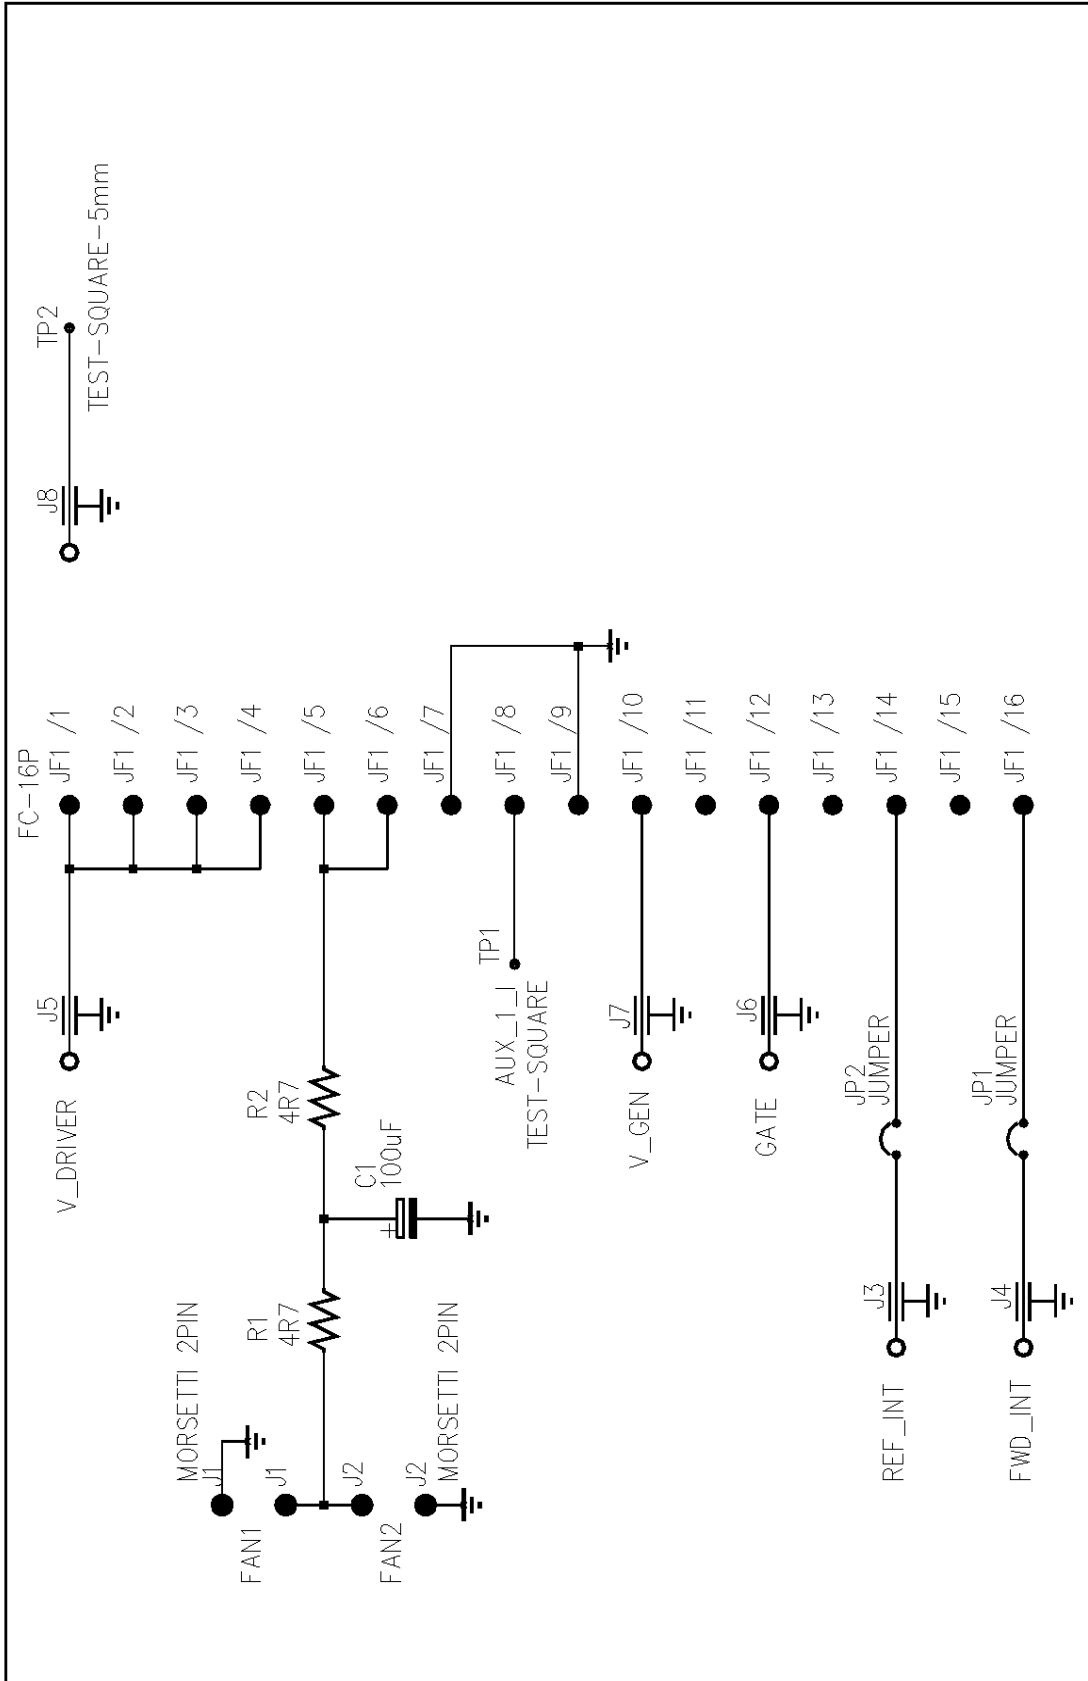 FC-16P
JF1 /1
JF1 /2
JF1 /3
JF1 /4
JF1 /5
JF1 /6
JF1 /7
JF1 /8
JF1 /9
JF1 /10
JF1 /11
JF1 /12
JF1 /13
JF1 /14
JF1 /15
JF1 /16
J8
TP2
TEST-SQUARE-5mm
V_DRIVER
J5
MORSETTI 2PIN
J1
FAN1
J1
J2
FAN2
J2
MORSETTI 2PIN
R1
4R7
R2
4R7
C1
100uF
+
TP1
AUX_1_I
TEST-SQUARE
V_GEN
J7
GATE
J6
REF_INT
J3
JP2
JUMPER
FWD_INT
J4
JP1
JUMPER